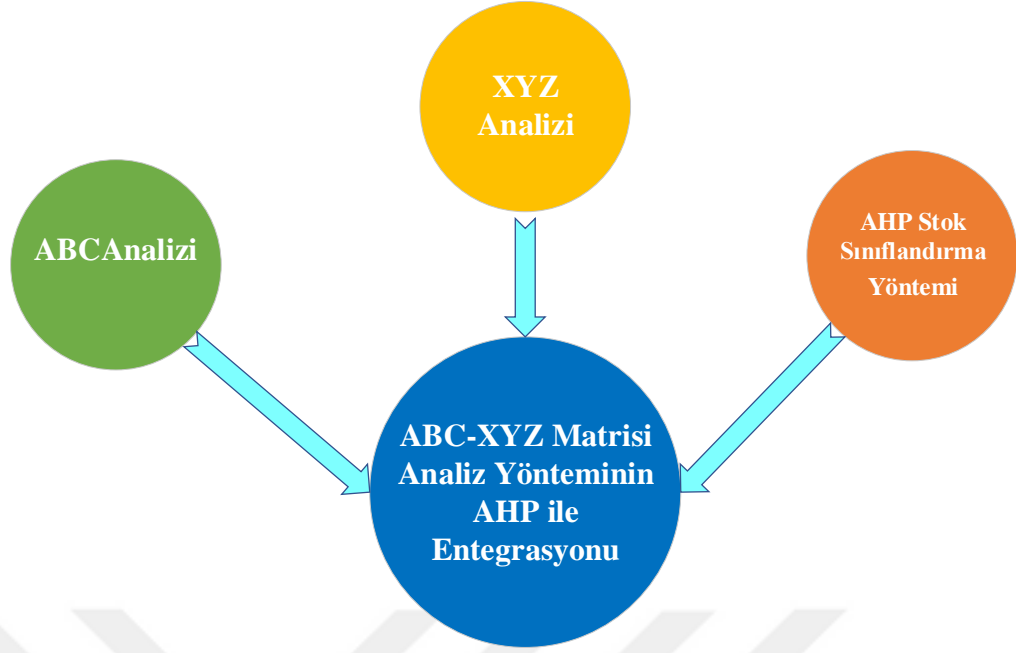 XYZ
Analizi
ABCAnalizi
AHP Stok
Sınıflandırma
Yöntemi
ABC-XYZ Matrisi
Analiz Yönteminin
AHP ile
Entegrasyonu